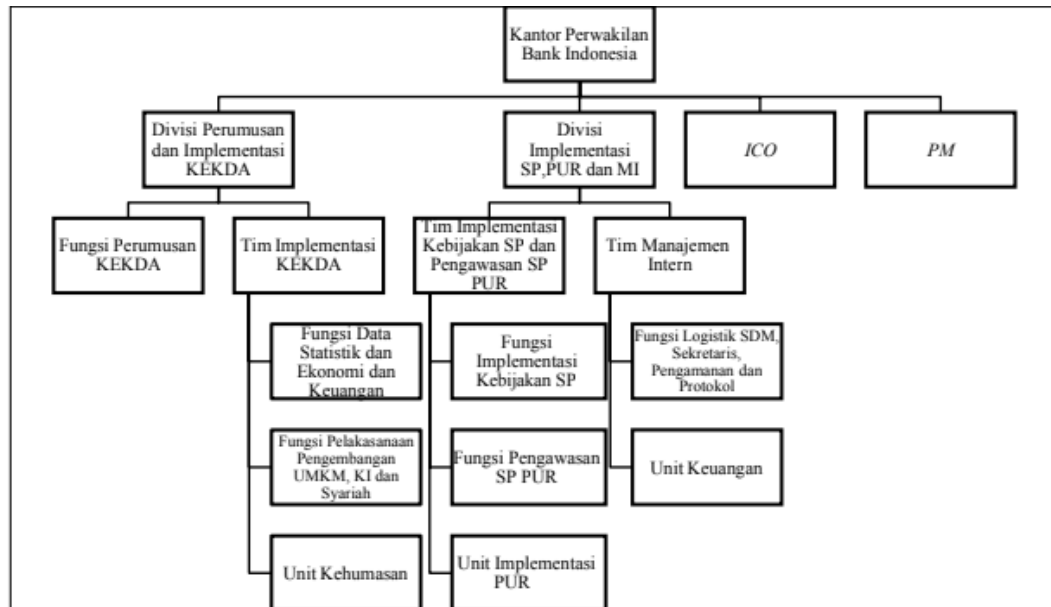 Kantor Perwakilan
Bank Indonesia
Divisi Perumusan
dan Implementasi
KEKDA
Divisi
Implementasi
SP,PUR dan MI
ICO
PM
Fungsi Perumusan
KEKDA
Tim Implementasi
KEKDA
Tim Implementasi
Kebijakan SP dan
Pengawasan SP
PUR
Tim Manajemen
Intern
Fungsi Data
Statistik dan
Ekonomi dan
Keuangan
Fungsi
Implementasi
Kebijakan SP
Fungsi Logistik SDM,
Sekretaris,
Pengamanan dan
Protokol
Fungsi Pelakasanaan
Pengembangan
UMKM, KI dan
Syariah
Fungsi Pengawasan
SP PUR
Unit Keuangan
Unit Kehumasan
Unit Implementasi
PUR